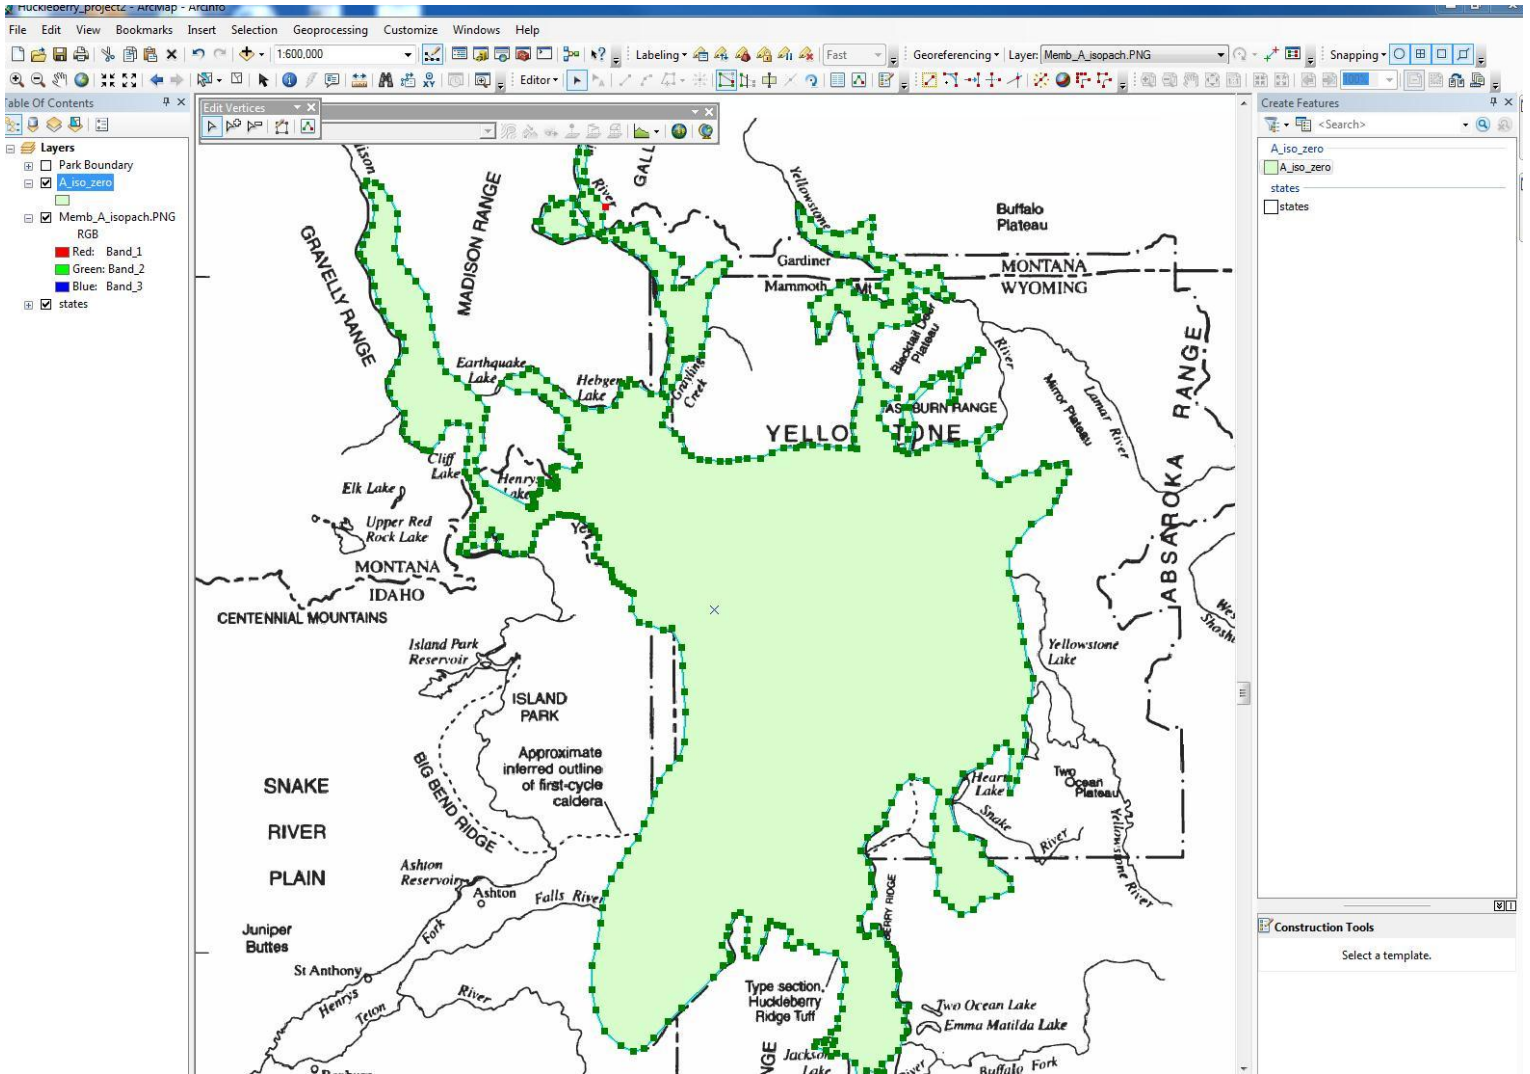 Huckleberry_project2 - ArcMap - ArcInfo
File Edit View Bookmarks Insert Selection Geoprocessing Customize Windows Help
1:600,000
Labeling
Fast
Georeferencing
Layer: Memb_A_isopach.PNG
Snapping
Editor
100%
Table Of Contents
Layers
Park Boundary
A_iso_zero
Memb_A_isopach.PNG
RGB
Red: Band_1
Green: Band_2
Blue: Band_3
states
Edit Vertices
Create Features
<Search>
A_iso_zero
A_iso_zero
states
states
Construction Tools
Select a template.
River
Yellowstone
Buffalo
Plateau
GRAVELLY RANGE
MADISON RANGE
Gardiner
Mammoth
MONTANA
WYOMING
Blacktail Deer
Plateau
River
Mirror Plateau
Lamar River
ABSAROKA RANGE
Earthquake
Lake
Hebgen
Lake
Grayling
Creek
BURN RANGE
YELLO
ONE
Cliff
Lake
Henrys
Lake
Elk Lake
Upper Red
Rock Lake
MONTANA
IDAHO
CENTENNIAL MOUNTAINS
Island Park
Reservoir
ISLAND
PARK
Yellowstone
Lake
Approximate
inferred outline
of first-cycle
caldera
BIG BEND RIDGE
SNAKE
RIVER
PLAIN
Heart
Lake
Snake
River
Two
Ocean
Plateau
Yellowstone River
Ashton
Reservoir
Ashton
Falls River
Juniper
Buttes
Fork
St Anthony
Henrys
Teton
River
BERRY RIDGE
Type section,
Huckleberry
Ridge Tuff
Two Ocean Lake
Emma Matilda Lake
Jackson
Lake
Buffalo Fork